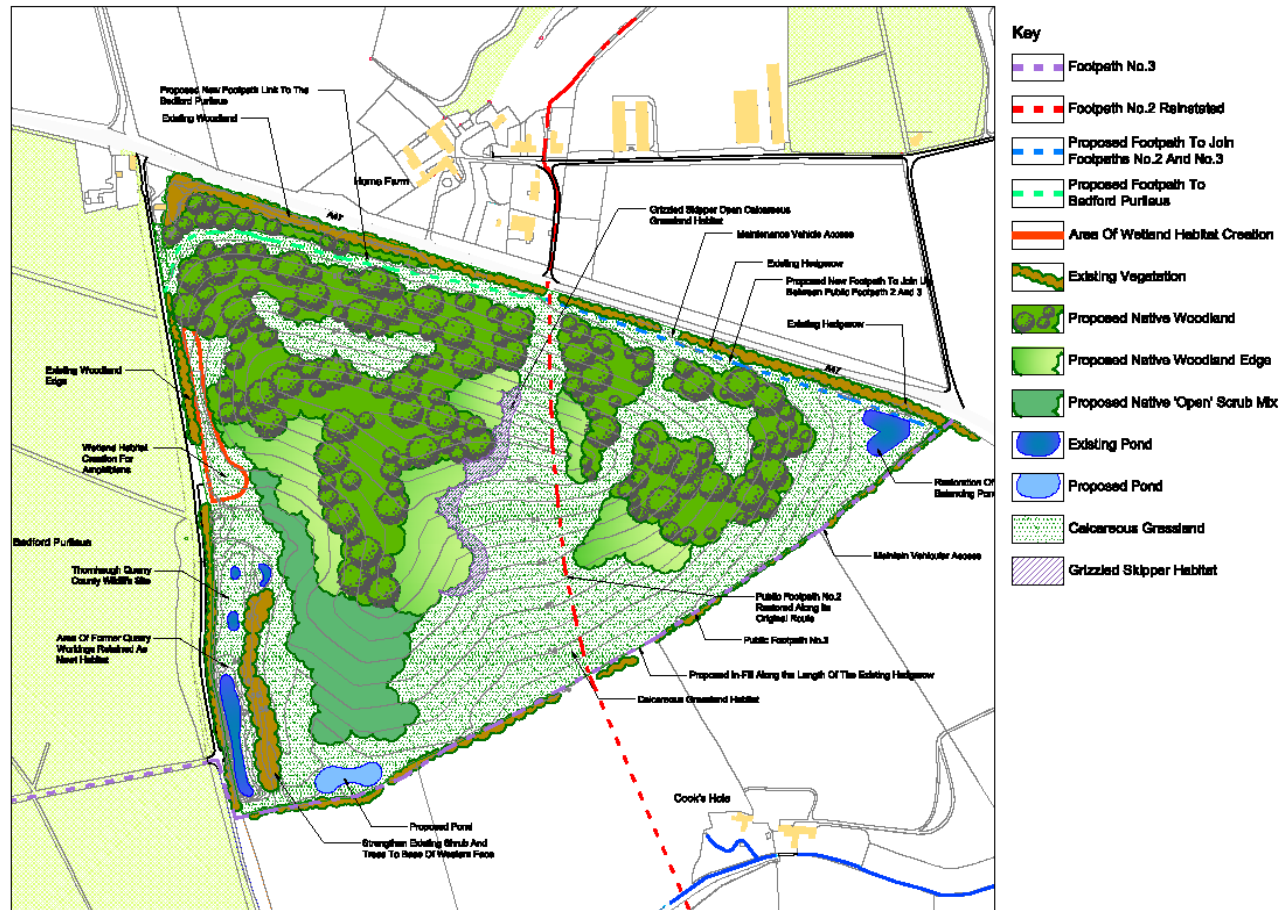 Proposed New Footpath Link To The
Bedford Purlieus
Existing Woodland
Home Farm
A47
Grizzled Skipper Open Calcareous
Grassland Habitat
Maintenance Vehicle Access
Existing Hedgerow
Proposed New Footpath To Join U
Between Public Footpath 2 And 3
Existing Hedgerow
A47
Existing Woodland
Edge
Wetland Habitat
Creation For
Amphibians
Restoration Of
Balancing Pon
Bedford Purlieus
Thornhaugh Quarry
County Wildlife Site
Maintain Vehicular Access
Public Footpath No.2
Restored Along Its
Original Route
Area Of Former Quarry
Workings Retained As
Newt Habitat
Public Footpath No.3
Proposed In-Fill Along the Length Of The Existing Hedgerow
Calcareous Grassland Habitat
Cook's Hole
Proposed Pond
Strengthen Existing Shrub And
Trees To Base Of Western Face
Key
Footpath No.3
Footpath No.2 Reinstated
Proposed Footpath To Join
Footpaths No.2 And No.3
Proposed Footpath To
Bedford Purlieus
Area Of Wetland Habitat Creation
Existing Vegetation
Proposed Native Woodland
Proposed Native Woodland Edge
Proposed Native 'Open' Scrub Mix
Existing Pond
Proposed Pond
Calcareous Grassland
Grizzled Skipper Habitat